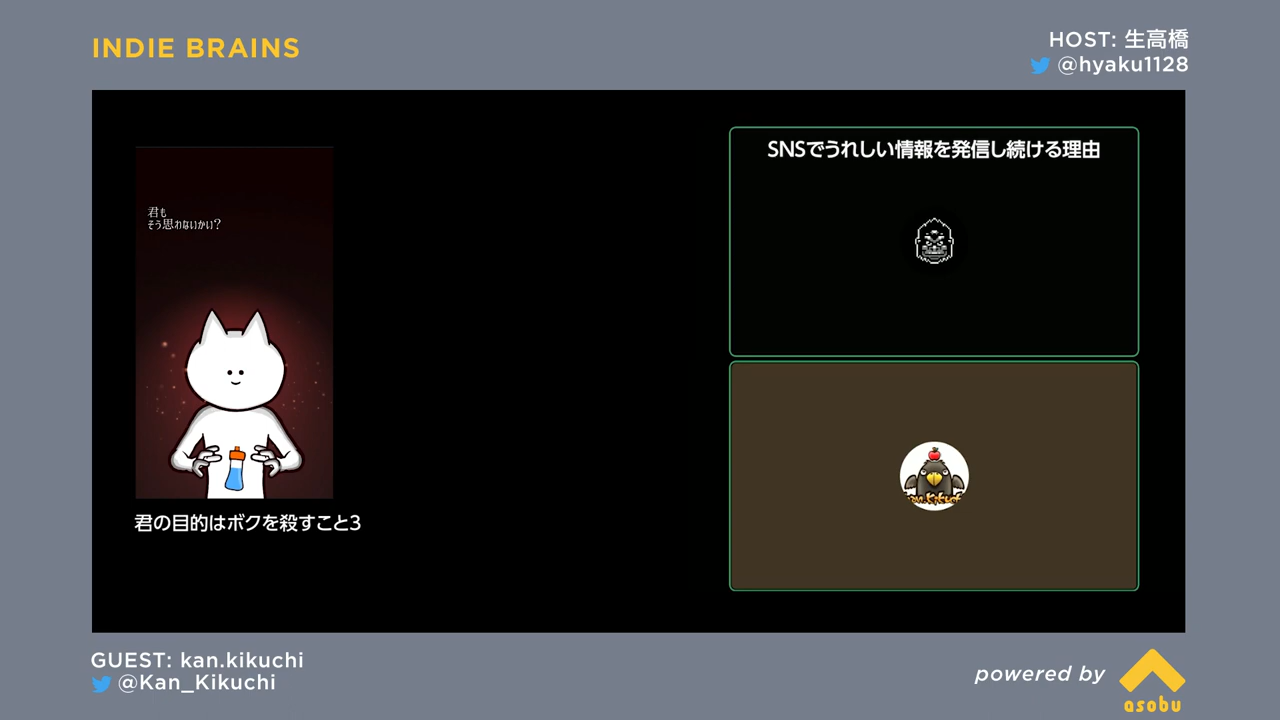 INDIE BRAINS
HOST: 生高橋
@hyaku1128
SNSでうれしい情報を発信し続ける理由
君も
そう思わないかい?
君の目的はボクを殺すこと3
GUEST: kan.kikuchi
@Kan_Kikuchi
powered by
asobu